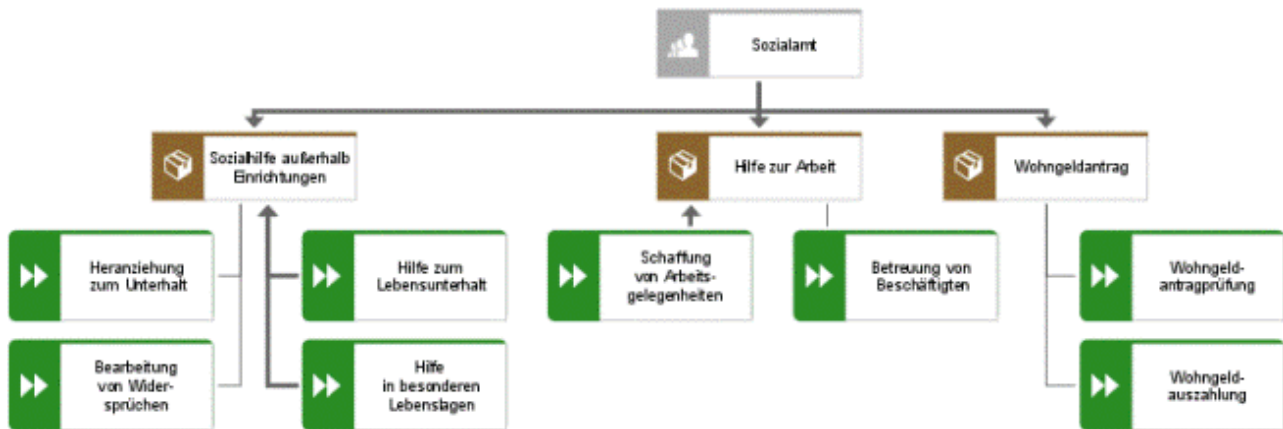 Sozialamt
Sozialhilfe außerhalb
Einrichtungen
Hilfe zur Arbeit
Wohngeldantrag
Heranziehung
zum Unterhalt
Hilfe zum
Lebensunterhalt
Schaffung
von Arbeits-
gelegenheiten
Betreuung von
Beschäftigten
Wohngeld-
antragprüfung
Bearbeitung
von Wider-
sprüchen
Hilfe
in besonderen
Lebenslagen
Wohngeld-
auszahlung